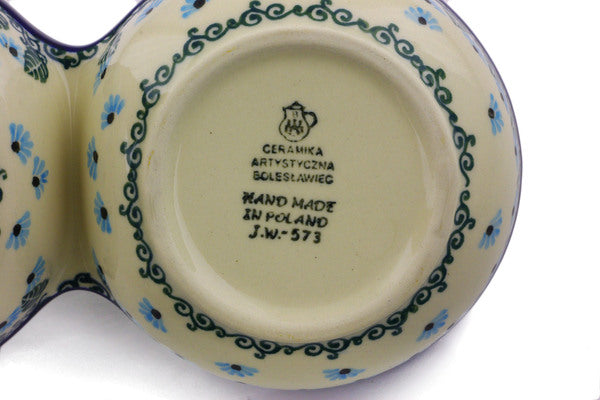 CERAMIKA
ARTYSTYCZNA
BOLESŁAWIEC
HAND MADE
IN POLAND
J.W.-573